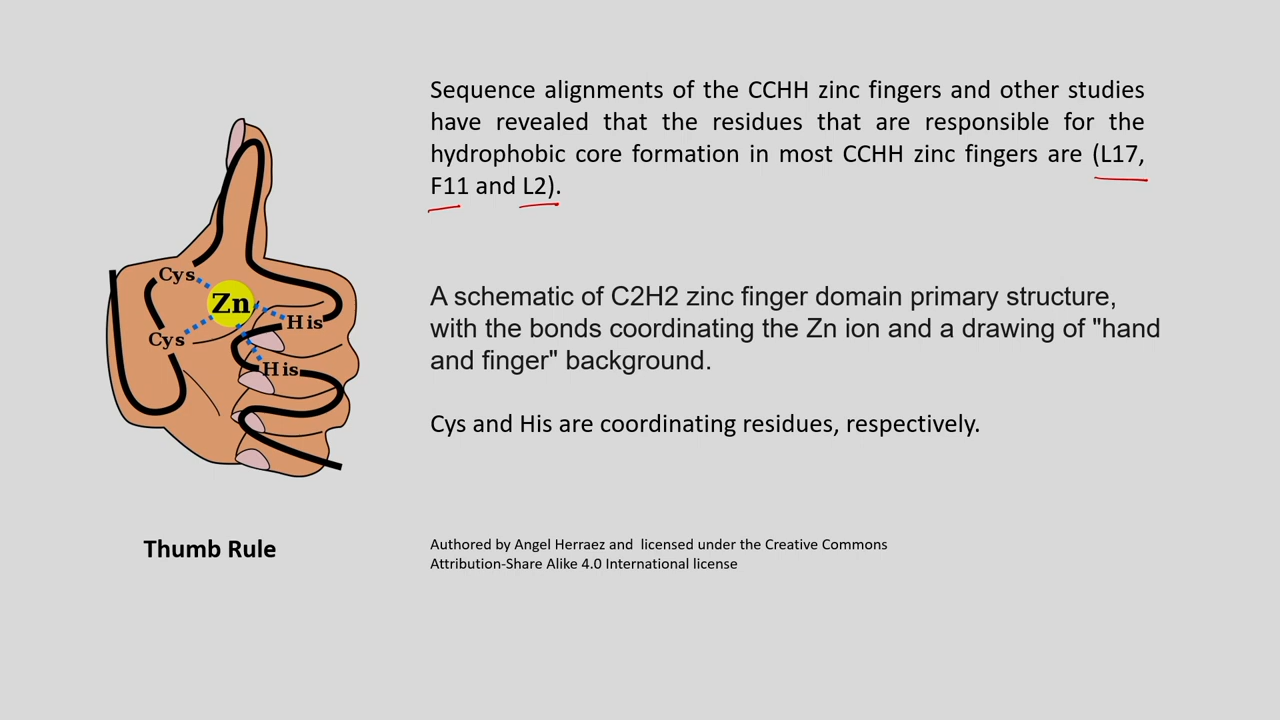 Sequence alignments of the CCHH zinc fingers and other studies
have revealed that the residues that are responsible for the
hydrophobic core formation in most CCHH zinc fingers are (L17,
F11 and L2).
Cys
Zn
His
Cys
His
A schematic of C2H2 zinc finger domain primary structure,
with the bonds coordinating the Zn ion and a drawing of "hand
and finger" background.
Cys and His are coordinating residues, respectively.
Thumb Rule
Authored by Angel Herraez and  licensed under the Creative Commons
Attribution-Share Alike 4.0 International license